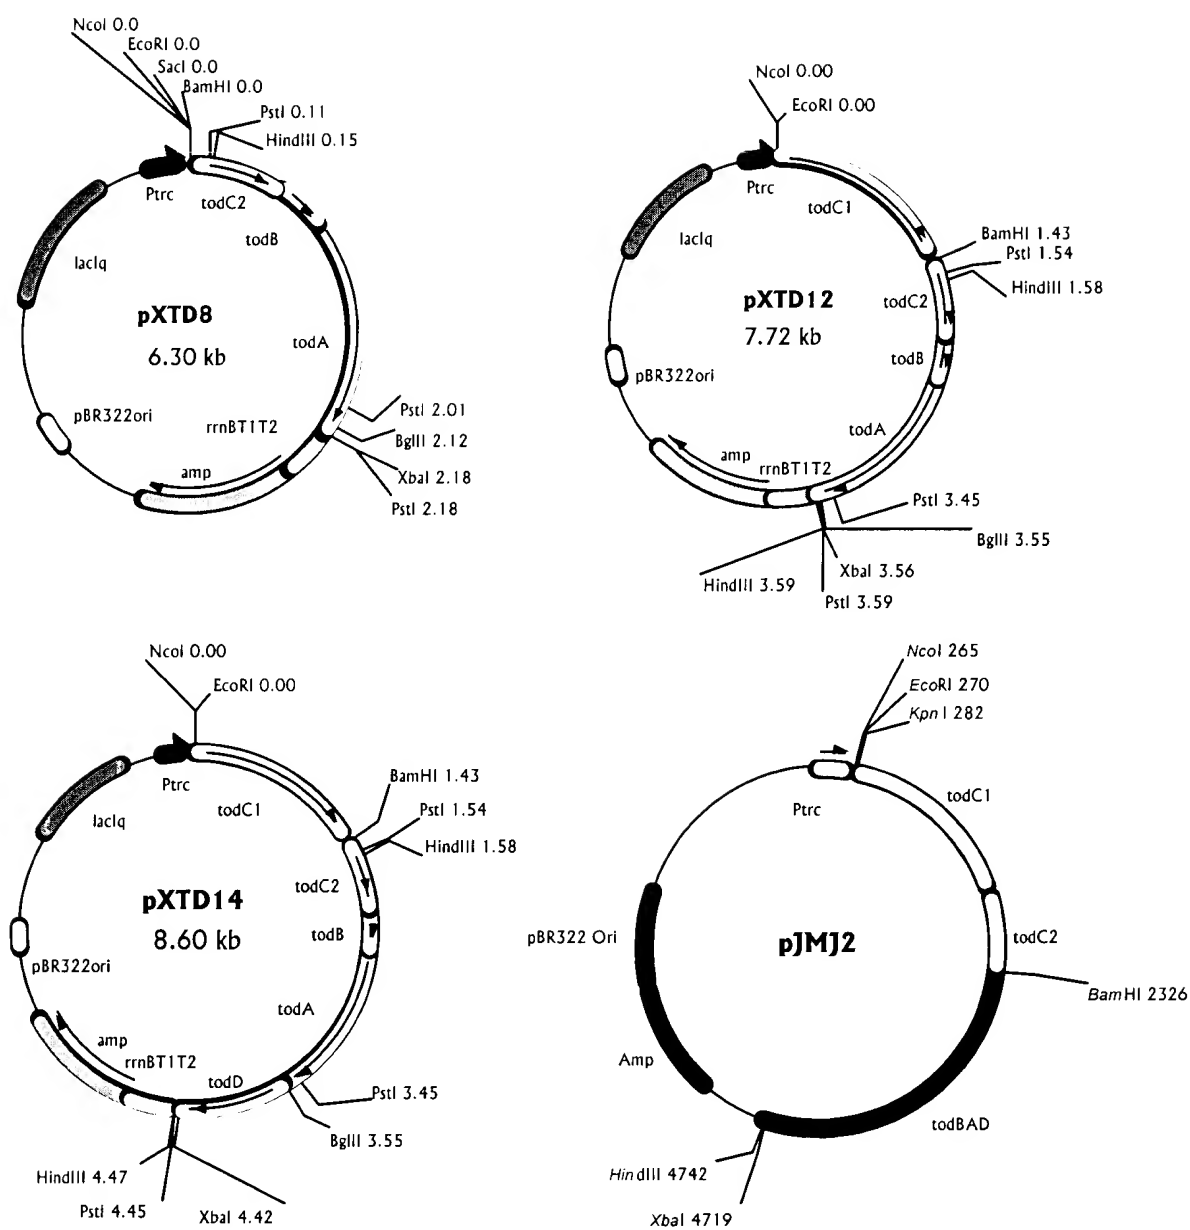 NcoI 0.0
EcoRI 0.0
SacI 0.0
BamHI 0.0
PstI 0.11
HindIII 0.15
Ptrc
todC2
todB
lacIq
pXTD8
6.30 kb
todA
pBR322ori
rrnBT1T2
amp
PstI 2.01
BglII 2.12
XbaI 2.18
PstI 2.18
NcoI 0.00
EcoRI 0.00
Ptrc
todC1
lacIq
BamHI 1.43
PstI 1.54
HindIII 1.58
pXTD12
7.72 kb
todC2
todB
pBR322ori
todA
amp
rrnBT1T2
PstI 3.45
BglII 3.55
XbaI 3.56
HindIII 3.59
PstI 3.59
NcoI 0.00
EcoRI 0.00
Ptrc
todC1
lacIq
BamHI 1.43
PstI 1.54
HindIII 1.58
pXTD14
8.60 kb
todC2
todB
pBR322ori
todA
amp
rrnBT1T2
todD
PstI 3.45
BglII 3.55
HindIII 4.47
PstI 4.45
XbaI 4.42
NcoI 265
EcoRI 270
KpnI 282
Ptrc
todC1
pBR322 Ori
pJMJ2
todC2
BamHI 2326
Amp
todBAD
HindIII 4742
XbaI 4719